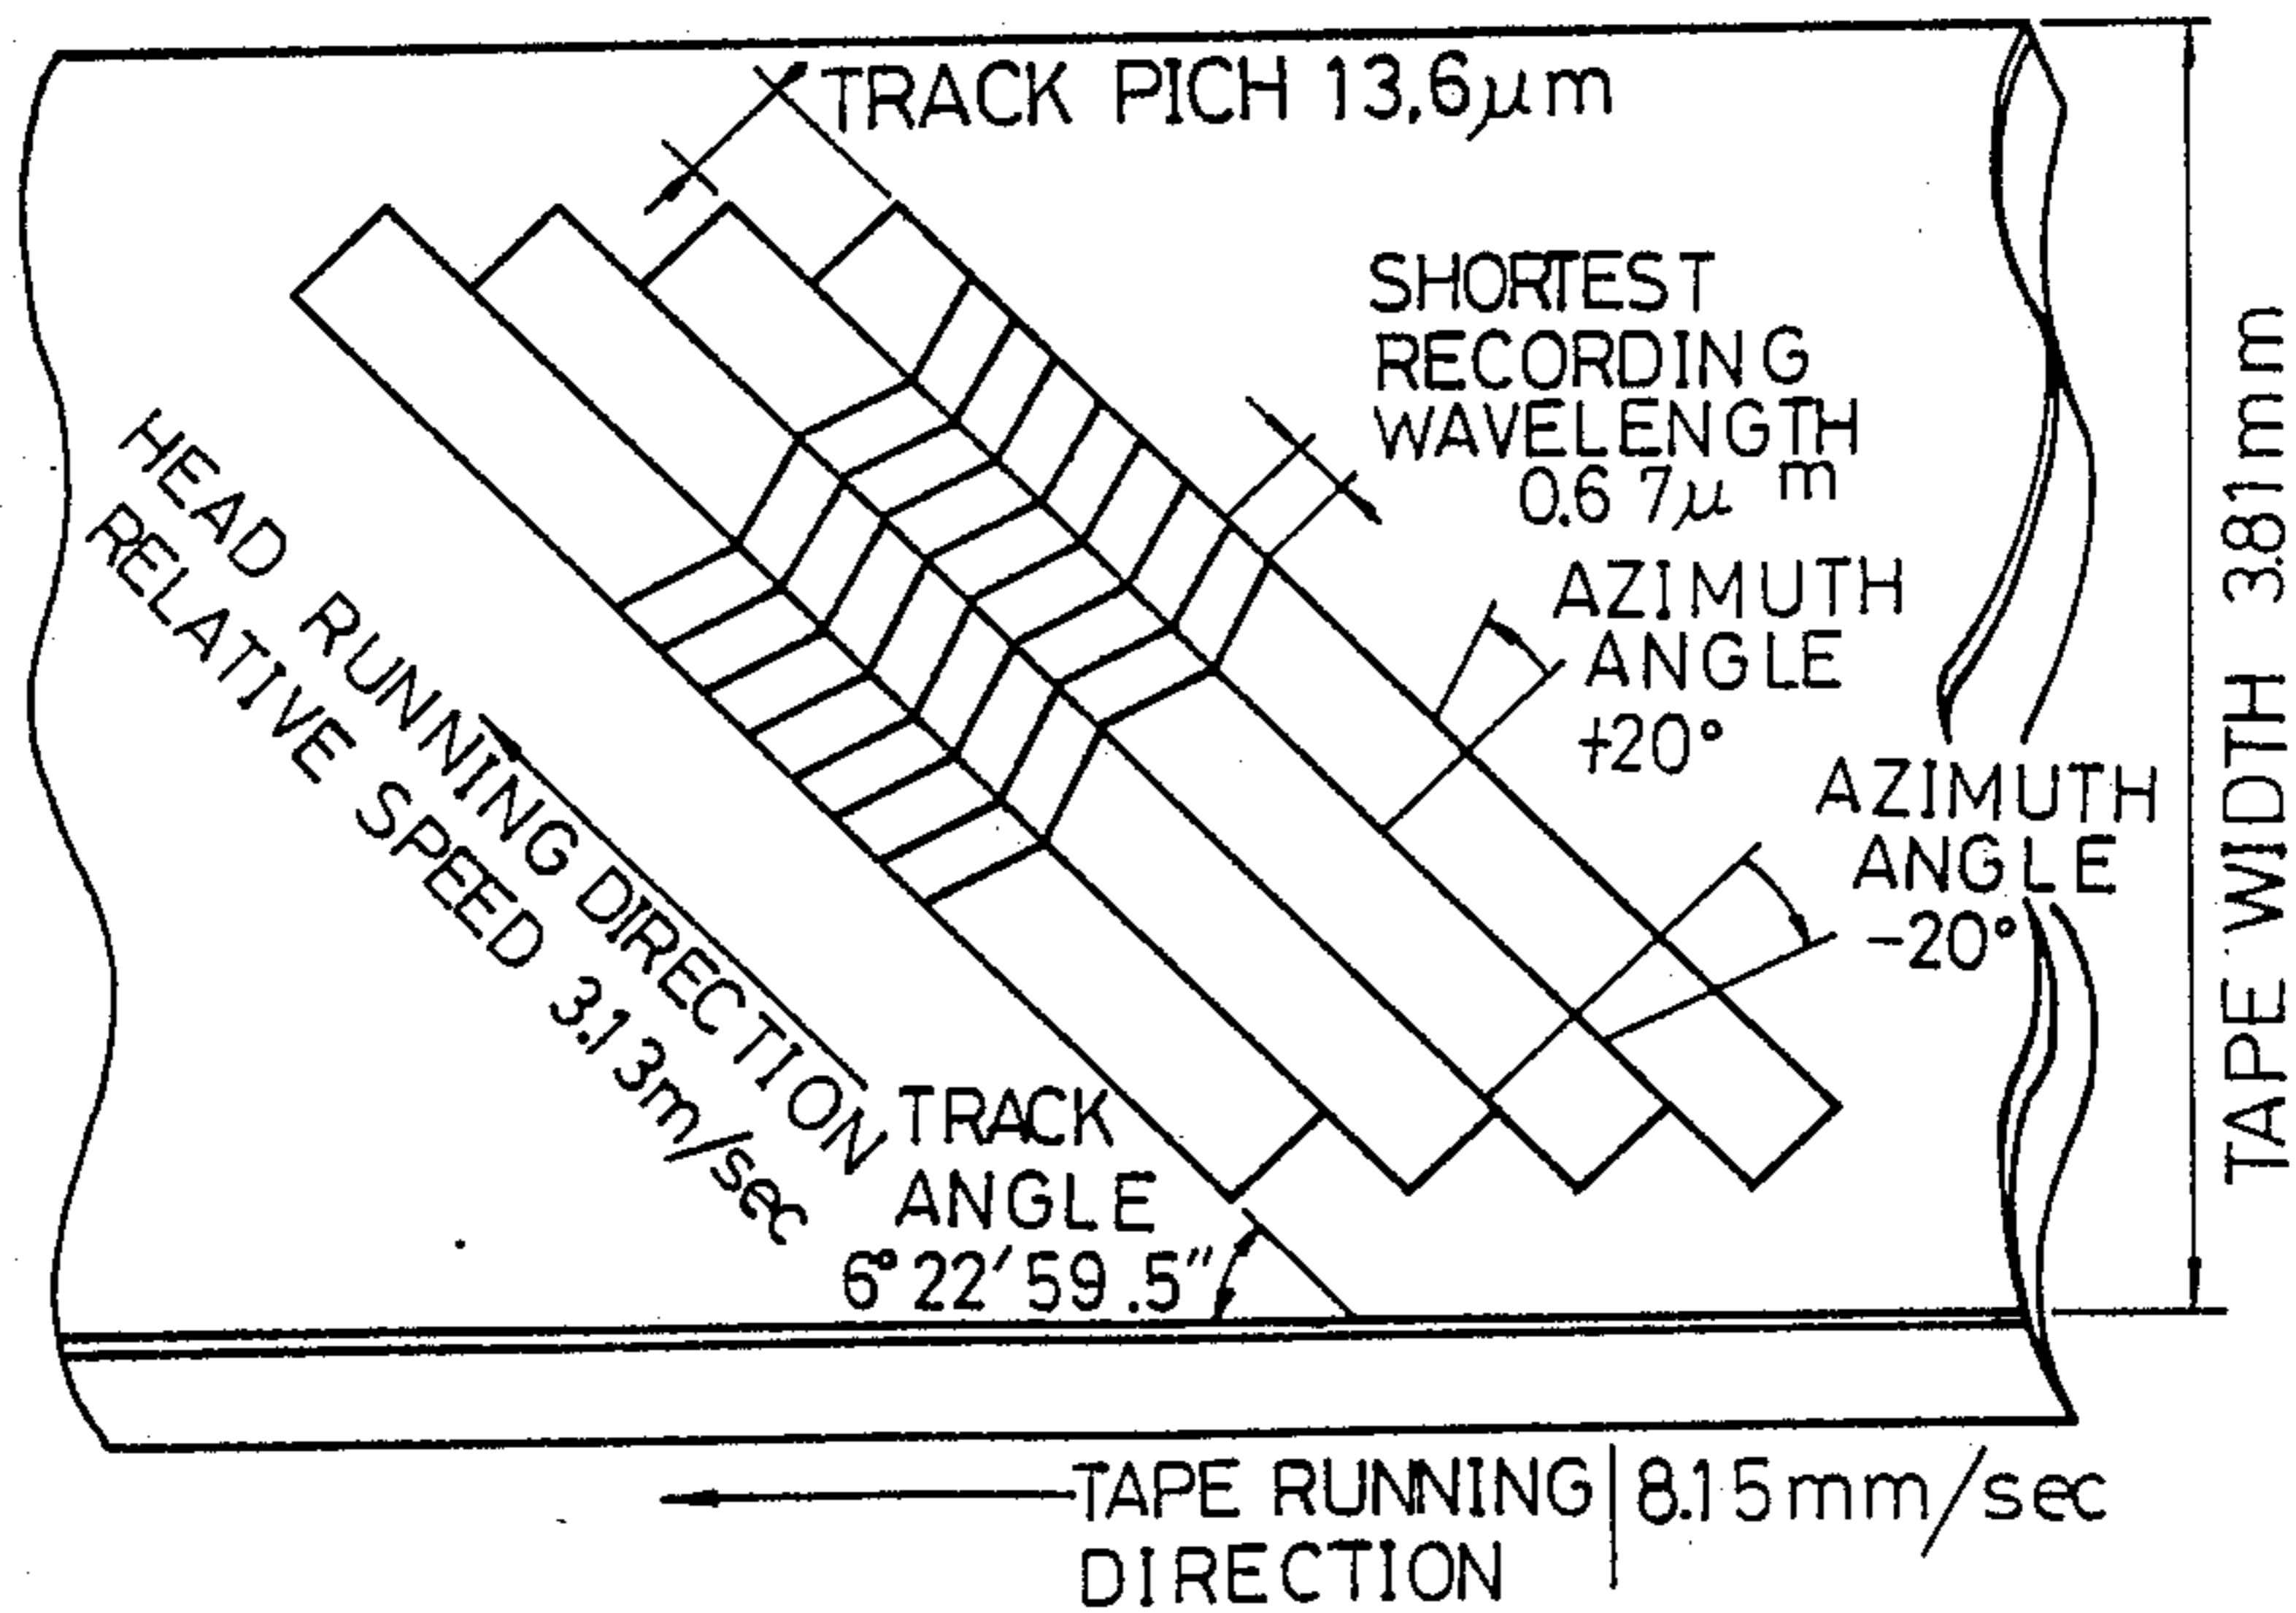 TRACK PICH 13.6μm
SHORTEST
RECORDING
WAVELENGTH
0.67μm
AZIMUTH
ANGLE
+20°
AZIMUTH
ANGLE
-20°
TAPE WIDTH 3.81mm
HEAD RUNNING DIRECTION
RELATIVE SPEED 3.13m/sec
TRACK
ANGLE
6°22′59.5″
TAPE RUNNING 8.15mm/sec
DIRECTION